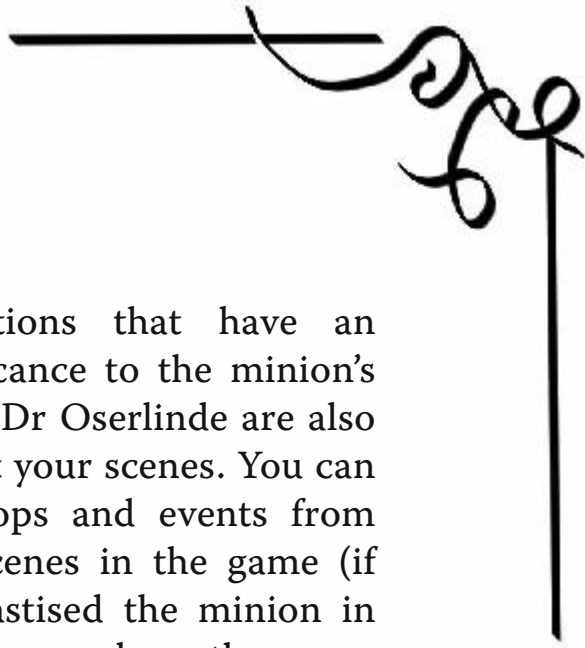 tions that have an
cance to the minion’s
Dr Oserlinde are also
t your scenes. You can
ops and events from
cenes in the game (if
astised the minion in